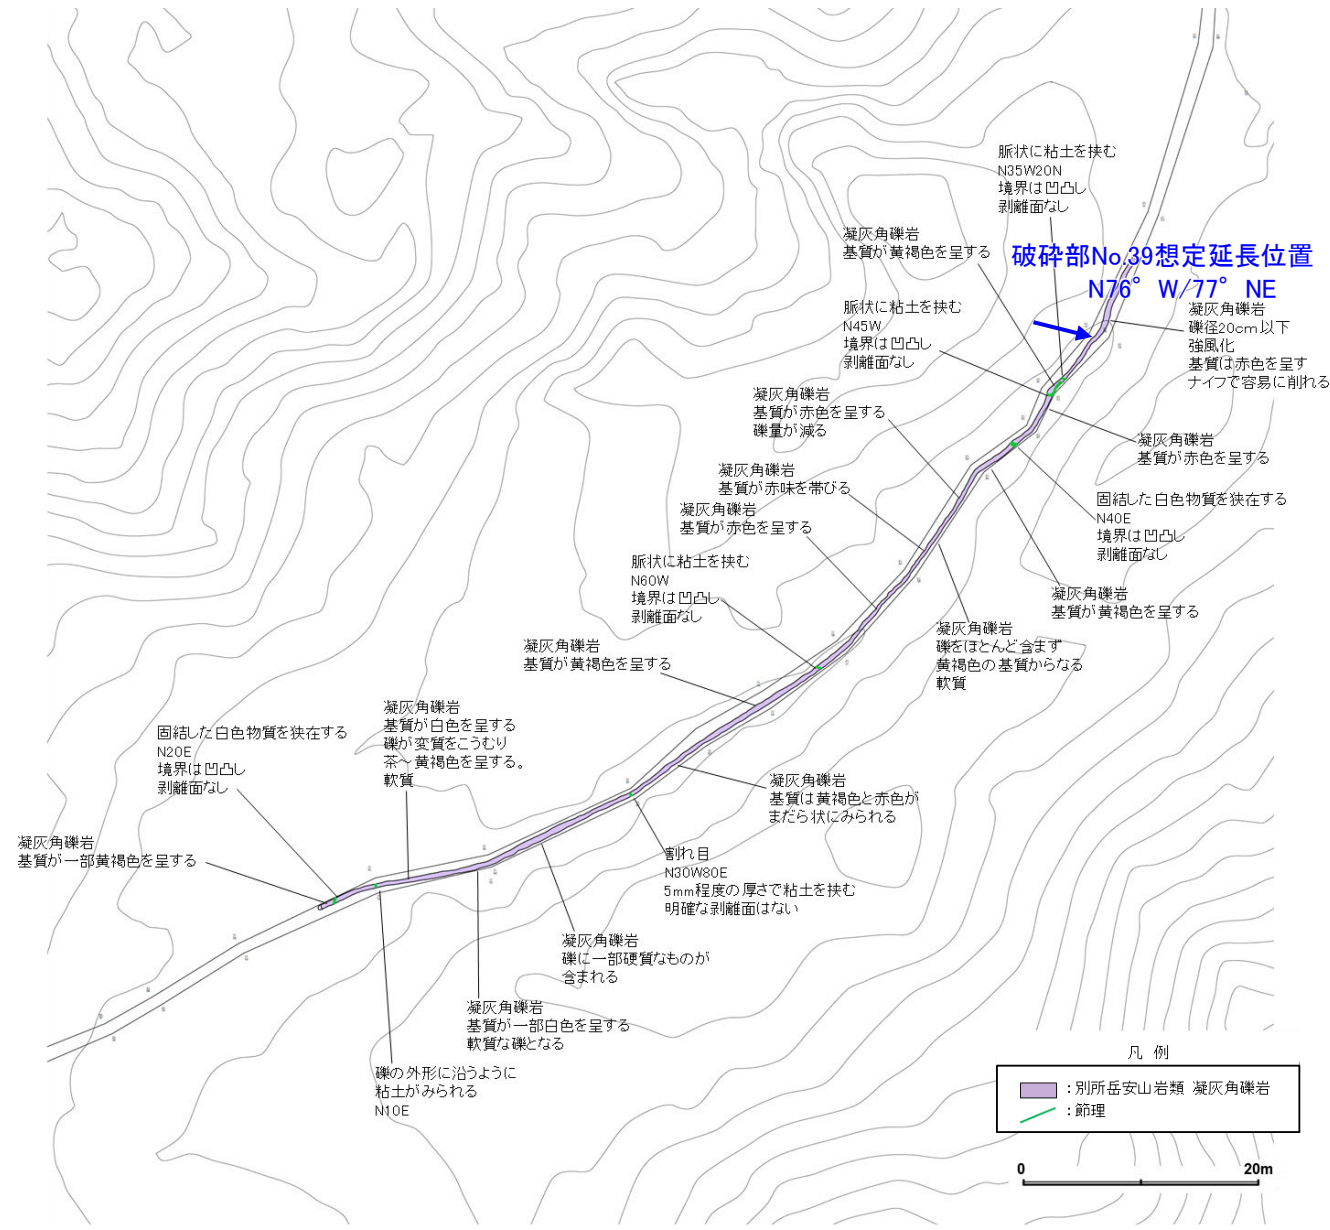 脈状に粘土を挟む
N35W20N
境界は凹凸し
剥離面なし
凝灰角礫岩
基質が黄褐色を呈する
破砕部No.39想定延長位置
N76°W/77°NE
脈状に粘土を挟む
N45W
境界は凹凸し
剥離面なし
凝灰角礫岩
礫径20cm以下
強風化
基質は赤色を呈す
ナイフで容易に削れる
凝灰角礫岩
基質が赤色を呈する
礫量が減る
凝灰角礫岩
基質が赤色を呈する
凝灰角礫岩
基質が赤味を帯びる
固結した白色物質を狭在する
N40E
境界は凹凸し
剥離面なし
凝灰角礫岩
基質が赤色を呈する
脈状に粘土を挟む
N60W
境界は凹凸し
剥離面なし
凝灰角礫岩
基質が黄褐色を呈する
凝灰角礫岩
礫をほとんど含まず
黄褐色の基質からなる
軟質
凝灰角礫岩
基質が黄褐色を呈する
凝灰角礫岩
基質が白色を呈する
礫が変質をこうむり
茶～黄褐色を呈する。
軟質
固結した白色物質を狭在する
N20E
境界は凹凸し
剥離面なし
凝灰角礫岩
基質は黄褐色と赤色が
まだら状にみられる
凝灰角礫岩
基質が一部黄褐色を呈する
割れ目
N30W80E
5mm程度の厚さで粘土を挟む
明確な剥離面はない
凝灰角礫岩
礫に一部硬質なものが
含まれる
凝灰角礫岩
基質が一部白色を呈する
軟質な礫となる
礫の外形に沿うように
粘土がみられる
N10E
凡 例
：別所岳安山岩類 凝灰角礫岩
：節理
0 20m